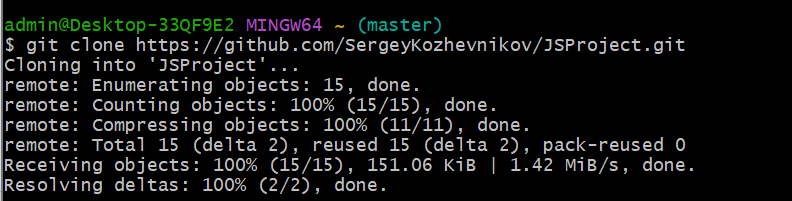 admin@Desktop-33QF9E2 MINGW64 ~ (master)
$ git clone https://github.com/SergeyKozhevnikov/JSProject.git
Cloning into 'JSProject'...
remote: Enumerating objects: 15, done.
remote: Counting objects: 100% (15/15), done.
remote: Compressing objects: 100% (11/11), done.
remote: Total 15 (delta 2), reused 15 (delta 2), pack-reused 0
Receiving objects: 100% (15/15), 151.06 KiB | 1.42 MiB/s, done.
Resolving deltas: 100% (2/2), done.